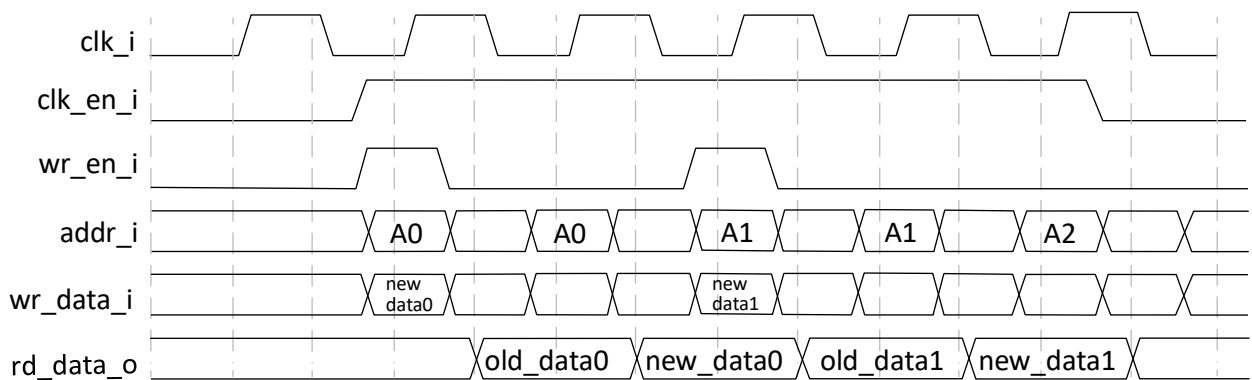 clk_i
clk_en_i
wr_en_i
addr_i A0 A0 A1 A1 A2
wr_data_i new data0 new data1
rd_data_o old_data0 new_data0 old_data1 new_data1